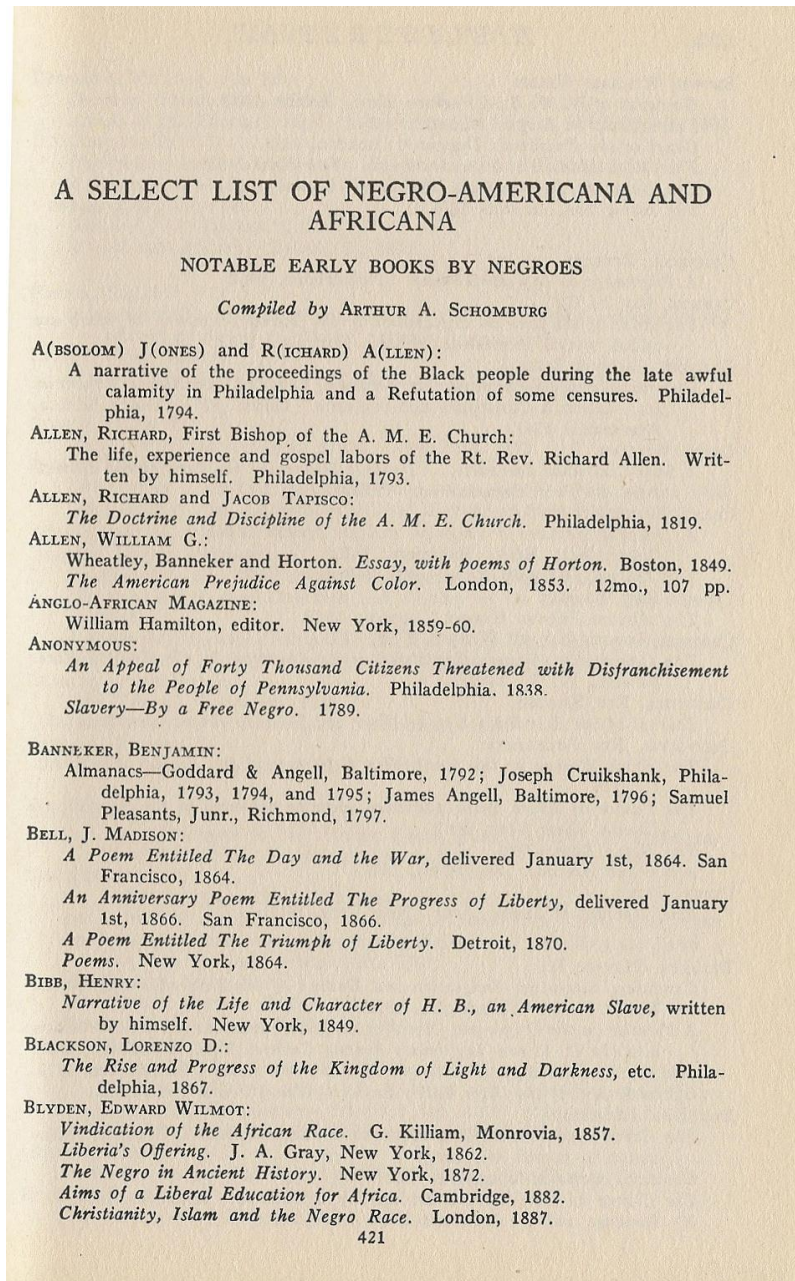 A SELECT LIST OF NEGRO-AMERICANA AND
AFRICANA
NOTABLE EARLY BOOKS BY NEGROES
Compiled by ARTHUR A. SCHOMBURG
A(BSOLOM) J(ONES) and R(ICHARD) A(LLEN):
A narrative of the proceedings of the Black people during the late awful
calamity in Philadelphia and a Refutation of some censures. Philadel-
phia, 1794.
ALLEN, RICHARD, First Bishop of the A. M. E. Church:
The life, experience and gospel labors of the Rt. Rev. Richard Allen. Writ-
ten by himself. Philadelphia, 1793.
ALLEN, RICHARD and JACOB TAPISCO:
The Doctrine and Discipline of the A. M. E. Church. Philadelphia, 1819.
ALLEN, WILLIAM G.:
Wheatley, Banneker and Horton. Essay, with poems of Horton. Boston, 1849.
The American Prejudice Against Color. London, 1853. 12mo., 107 pp.
ANGLO-AFRICAN MAGAZINE:
William Hamilton, editor. New York, 1859-60.
ANONYMOUS:
An Appeal of Forty Thousand Citizens Threatened with Disfranchisement
to the People of Pennsylvania. Philadelphia. 1838.
Slavery—By a Free Negro. 1789.
BANNEKER, BENJAMIN:
Almanacs—Goddard & Angell, Baltimore, 1792; Joseph Cruikshank, Phila-
delphia, 1793, 1794, and 1795; James Angell, Baltimore, 1796; Samuel
Pleasants, Junr., Richmond, 1797.
BELL, J. MADISON:
A Poem Entitled The Day and the War, delivered January 1st, 1864. San
Francisco, 1864.
An Anniversary Poem Entitled The Progress of Liberty, delivered January
1st, 1866. San Francisco, 1866.
A Poem Entitled The Triumph of Liberty. Detroit, 1870.
Poems. New York, 1864.
BIBB, HENRY:
Narrative of the Life and Character of H. B., an American Slave, written
by himself. New York, 1849.
BLACKSON, LORENZO D.:
The Rise and Progress of the Kingdom of Light and Darkness, etc. Phila-
delphia, 1867.
BLYDEN, EDWARD WILMOT:
Vindication of the African Race. G. Killiam, Monrovia, 1857.
Liberia's Offering. J. A. Gray, New York, 1862.
The Negro in Ancient History. New York, 1872.
Aims of a Liberal Education for Africa. Cambridge, 1882.
Christianity, Islam and the Negro Race. London, 1887.
421